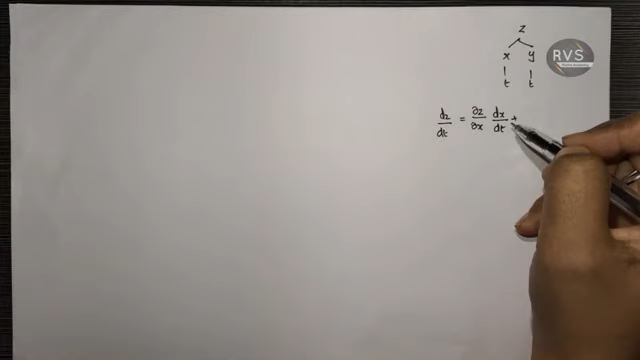 z
x y
t t
RVS
dz/dt = ∂z/∂x dx/dt +